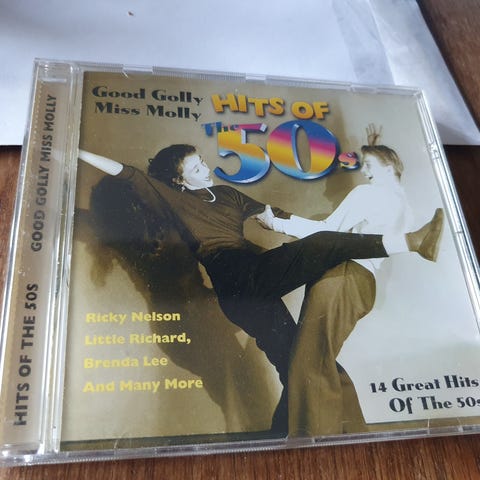 Good Golly
Miss Molly
HITS OF
The
50s
Ricky Nelson
Little Richard,
Brenda Lee
And Many More
14 Great Hits
Of The 50s
HITS OF THE 50S GOOD GOLLY MISS MOLLY